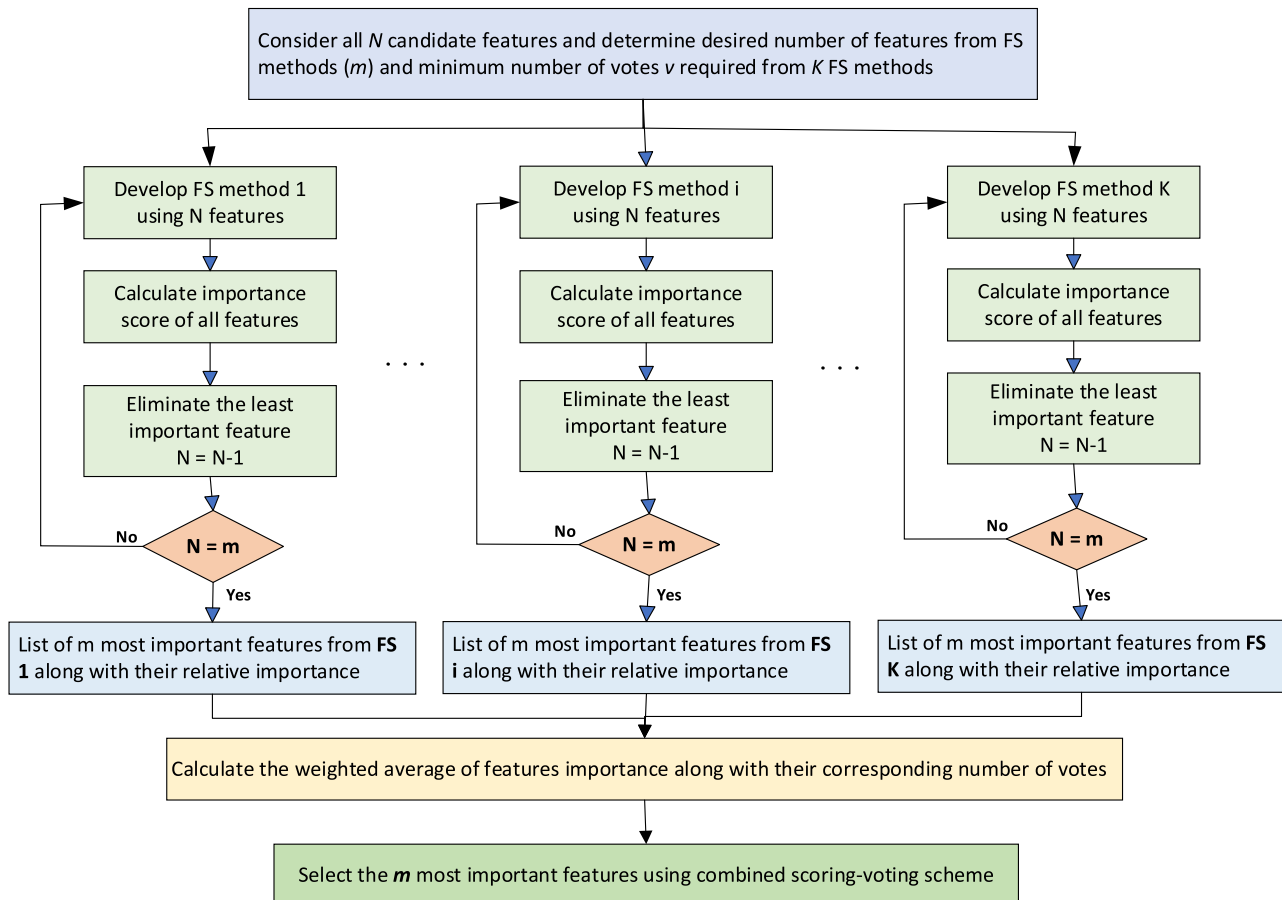 Consider all N candidate features and determine desired number of features from FS
methods (m) and minimum number of votes v required from K FS methods
Develop FS method 1
using N features
Calculate importance
score of all features
Eliminate the least
important feature
N = N-1
N = m
No
Yes
List of m most important features from FS
1 along with their relative importance
. . .
Develop FS method i
using N features
Calculate importance
score of all features
Eliminate the least
important feature
N = N-1
N = m
No
Yes
List of m most important features from FS
i along with their relative importance
. . .
Develop FS method K
using N features
Calculate importance
score of all features
Eliminate the least
important feature
N = N-1
N = m
No
Yes
List of m most important features from FS
K along with their relative importance
Calculate the weighted average of features importance along with their corresponding number of votes
Select the m most important features using combined scoring-voting scheme